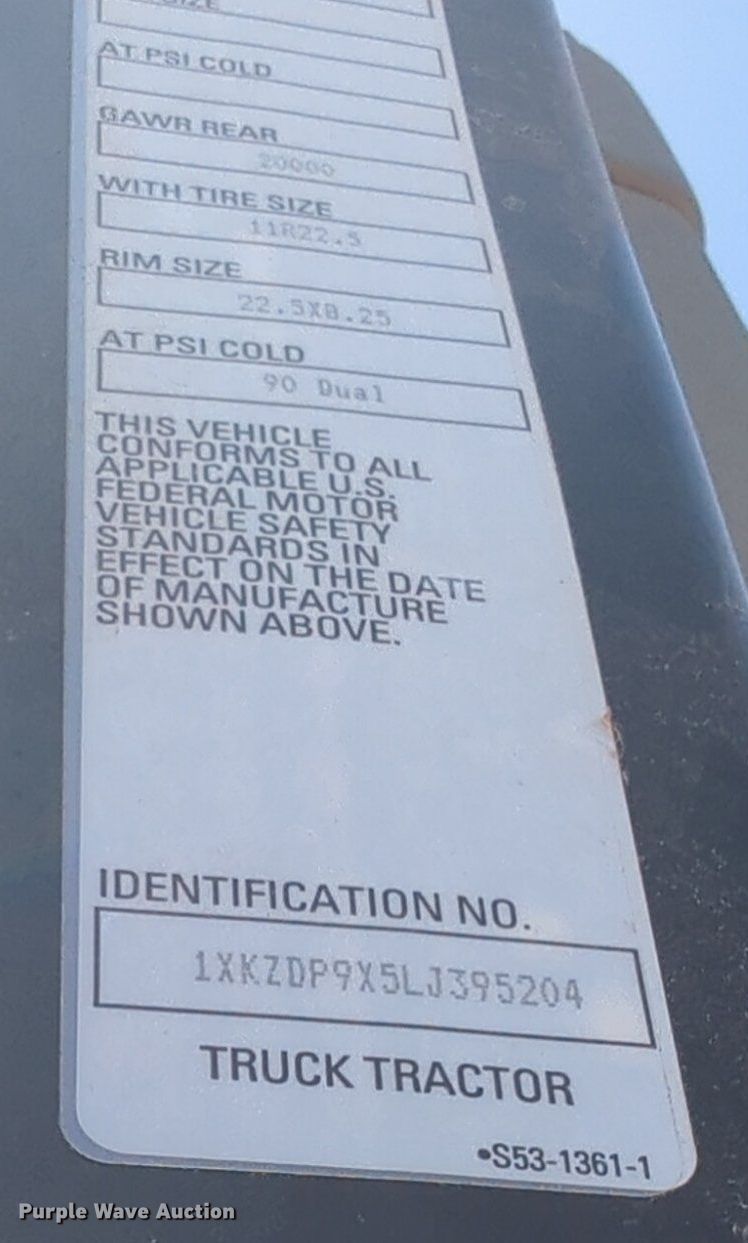 SIZE
AT PSI COLD
GAWR REAR
20000
WITH TIRE SIZE
11R22.5
RIM SIZE
22.5X8.25
AT PSI COLD
90 Dual
THIS VEHICLE
CONFORMS TO ALL
APPLICABLE U.S.
FEDERAL MOTOR
VEHICLE SAFETY
STANDARDS IN
EFFECT ON THE DATE
OF MANUFACTURE
SHOWN ABOVE.
IDENTIFICATION NO.
1XKZDP9X5LJ395204
TRUCK TRACTOR
•S53-1361-1
Purple Wave Auction